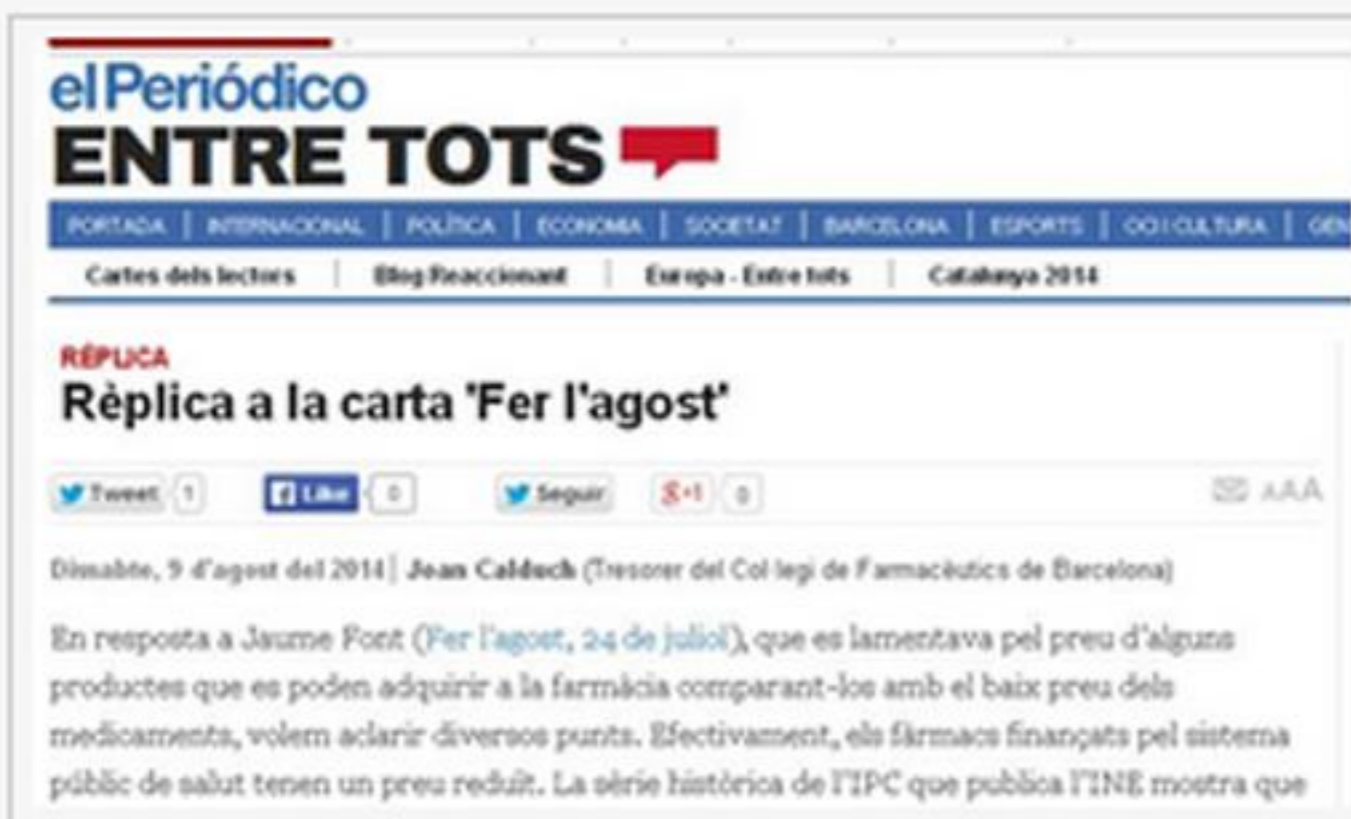 el Periódico
ENTRE TOTS
PORTADA | INTERNACIONAL | POLÍTICA | ECONOMIA | SOCIETAT | BARCELONA | ESPORTS | OCI I CULTURA | GEN
Cartes dels lectors | Blog Reaccionant | Europa - Entre tots | Catalunya 2014
RÈPLICA
Rèplica a la carta 'Fer l'agost'
Tweet 1 Like 0 Seguir g+1 0 AAA
Dissabte, 9 d'agost del 2014 | Joan Calduch (Tresorer del Col·legi de Farmacèutics de Barcelona)
En resposta a Jaume Font (Fer l'agost, 24 de juliol), que es lamentava pel preu d'alguns
productes que es poden adquirir a la farmàcia comparant-los amb el baix preu dels
medicaments, volem aclarir diversos punts. Efectivament, els fàrmacs finançats pel sistema
públic de salut tenen un preu reduït. La sèrie històrica de l'IPC que publica l'INE mostra que